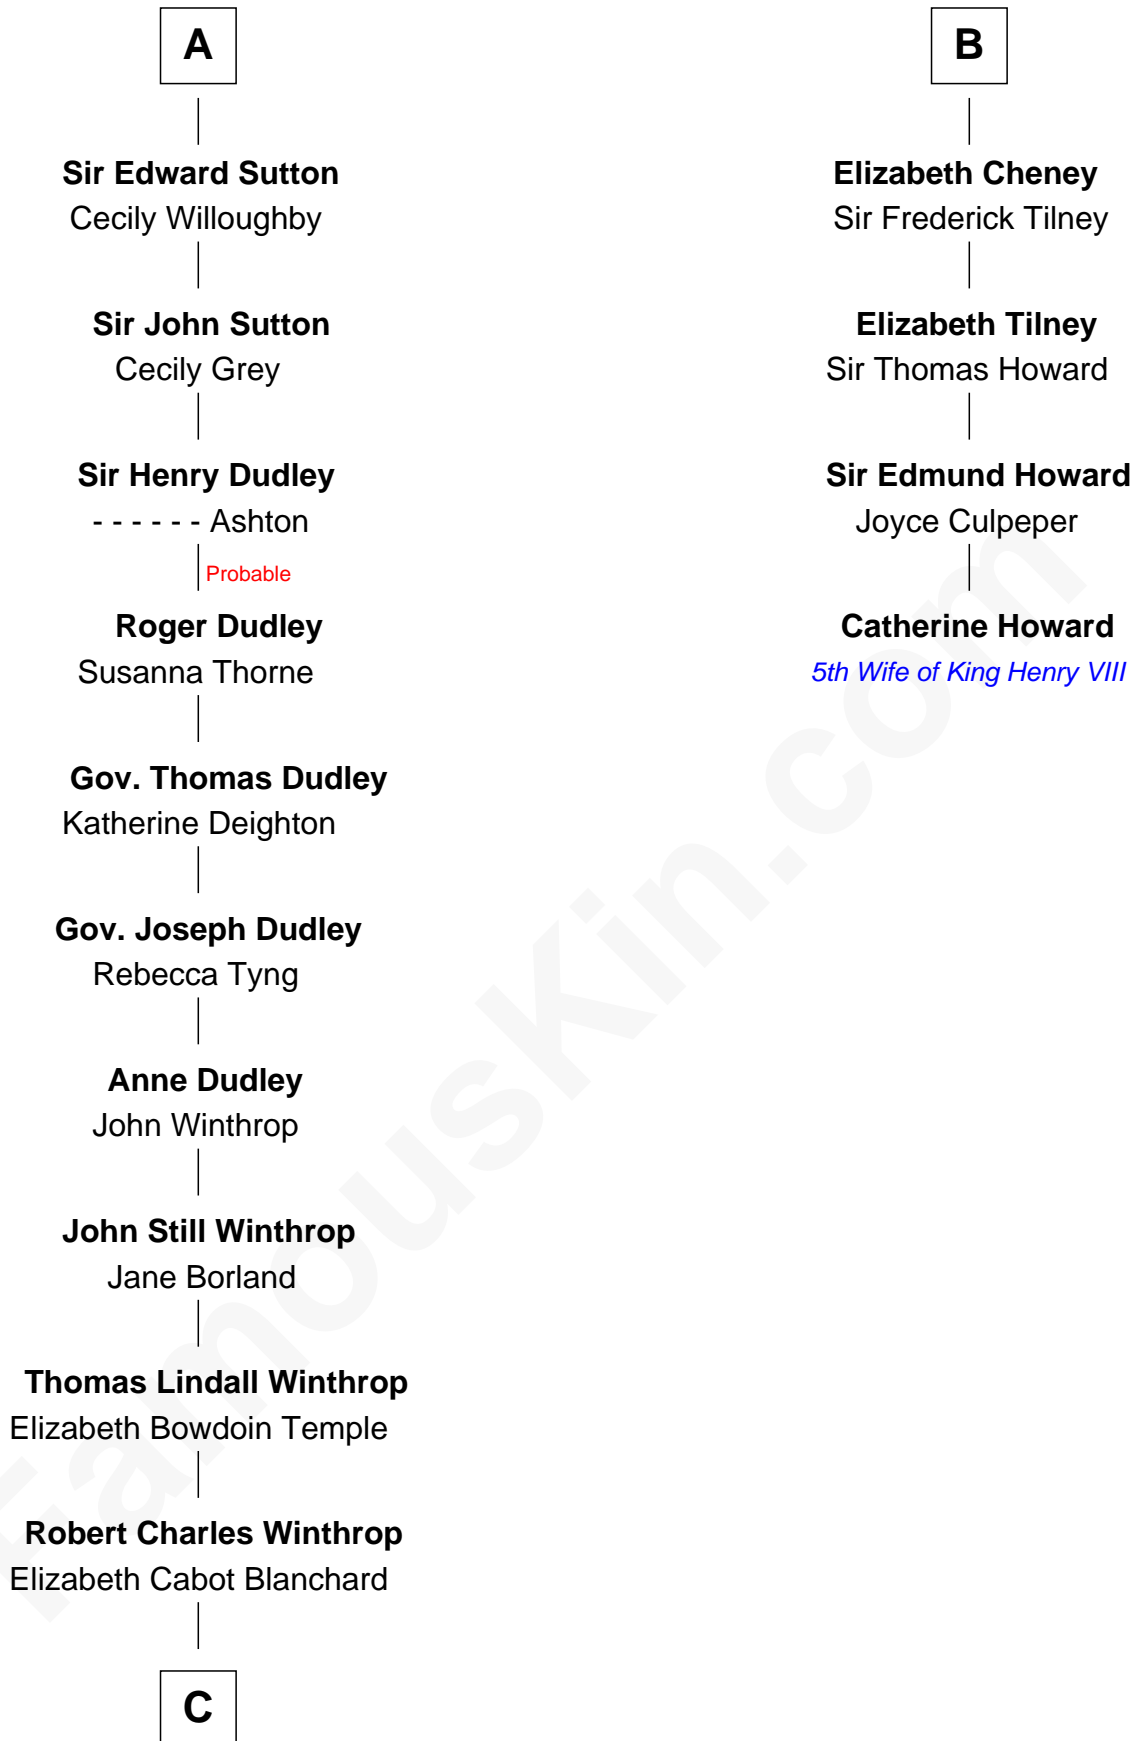 A
Sir Edward Sutton
Cecily Willoughby
Sir John Sutton
Cecily Grey
Sir Henry Dudley
- - - - - - Ashton
Probable
Roger Dudley
Susanna Thorne
Gov. Thomas Dudley
Katherine Deighton
Gov. Joseph Dudley
Rebecca Tyng
Anne Dudley
John Winthrop
John Still Winthrop
Jane Borland
Thomas Lindall Winthrop
Elizabeth Bowdoin Temple
Robert Charles Winthrop
Elizabeth Cabot Blanchard
C
B
Elizabeth Cheney
Sir Frederick Tilney
Elizabeth Tilney
Sir Thomas Howard
Sir Edmund Howard
Joyce Culpeper
Catherine Howard
5th Wife of King Henry VIII
FamousKin.com